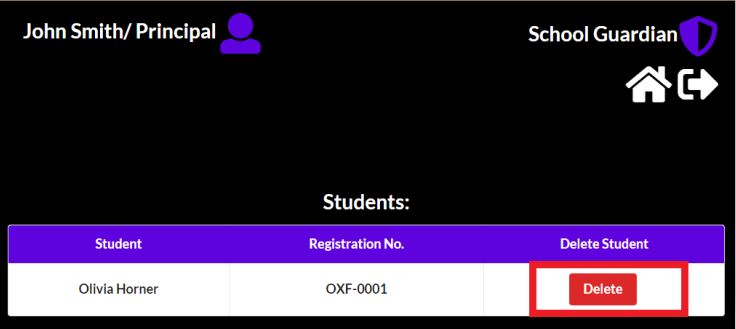 John Smith/ Principal
School Guardian
Students:
Student Registration No. Delete Student
Olivia Horner OXF-0001 Delete